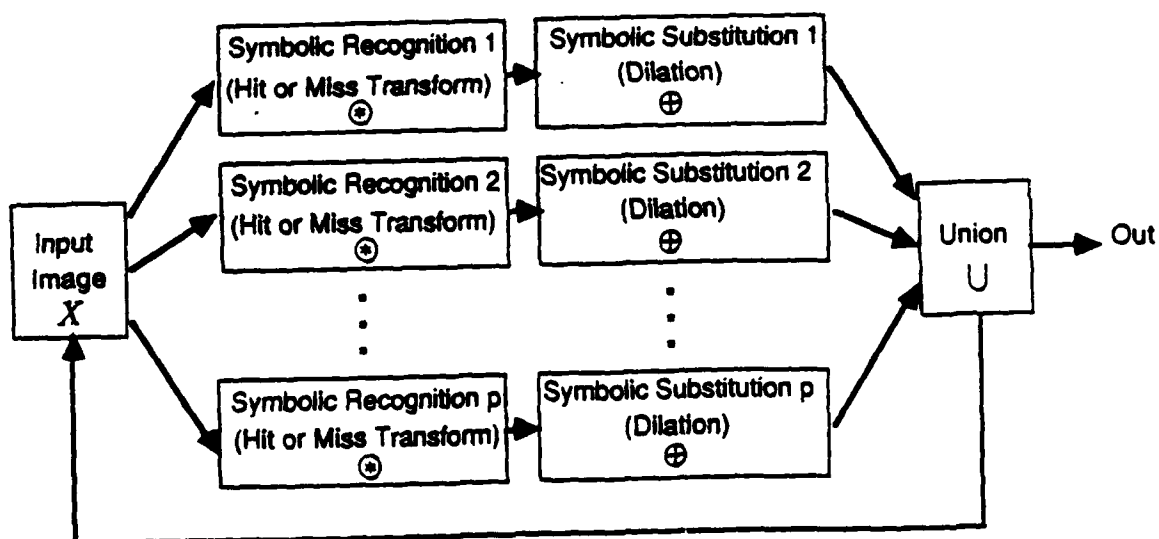 Symbolic Recognition 1
(Hit or Miss Transform)
⊛
Symbolic Substitution 1
(Dilation)
⊕
Symbolic Recognition 2
(Hit or Miss Transform)
⊛
Symbolic Substitution 2
(Dilation)
⊕
Input
Image
X
Union
∪
Out
Symbolic Recognition p
(Hit or Miss Transform)
⊛
Symbolic Substitution p
(Dilation)
⊕